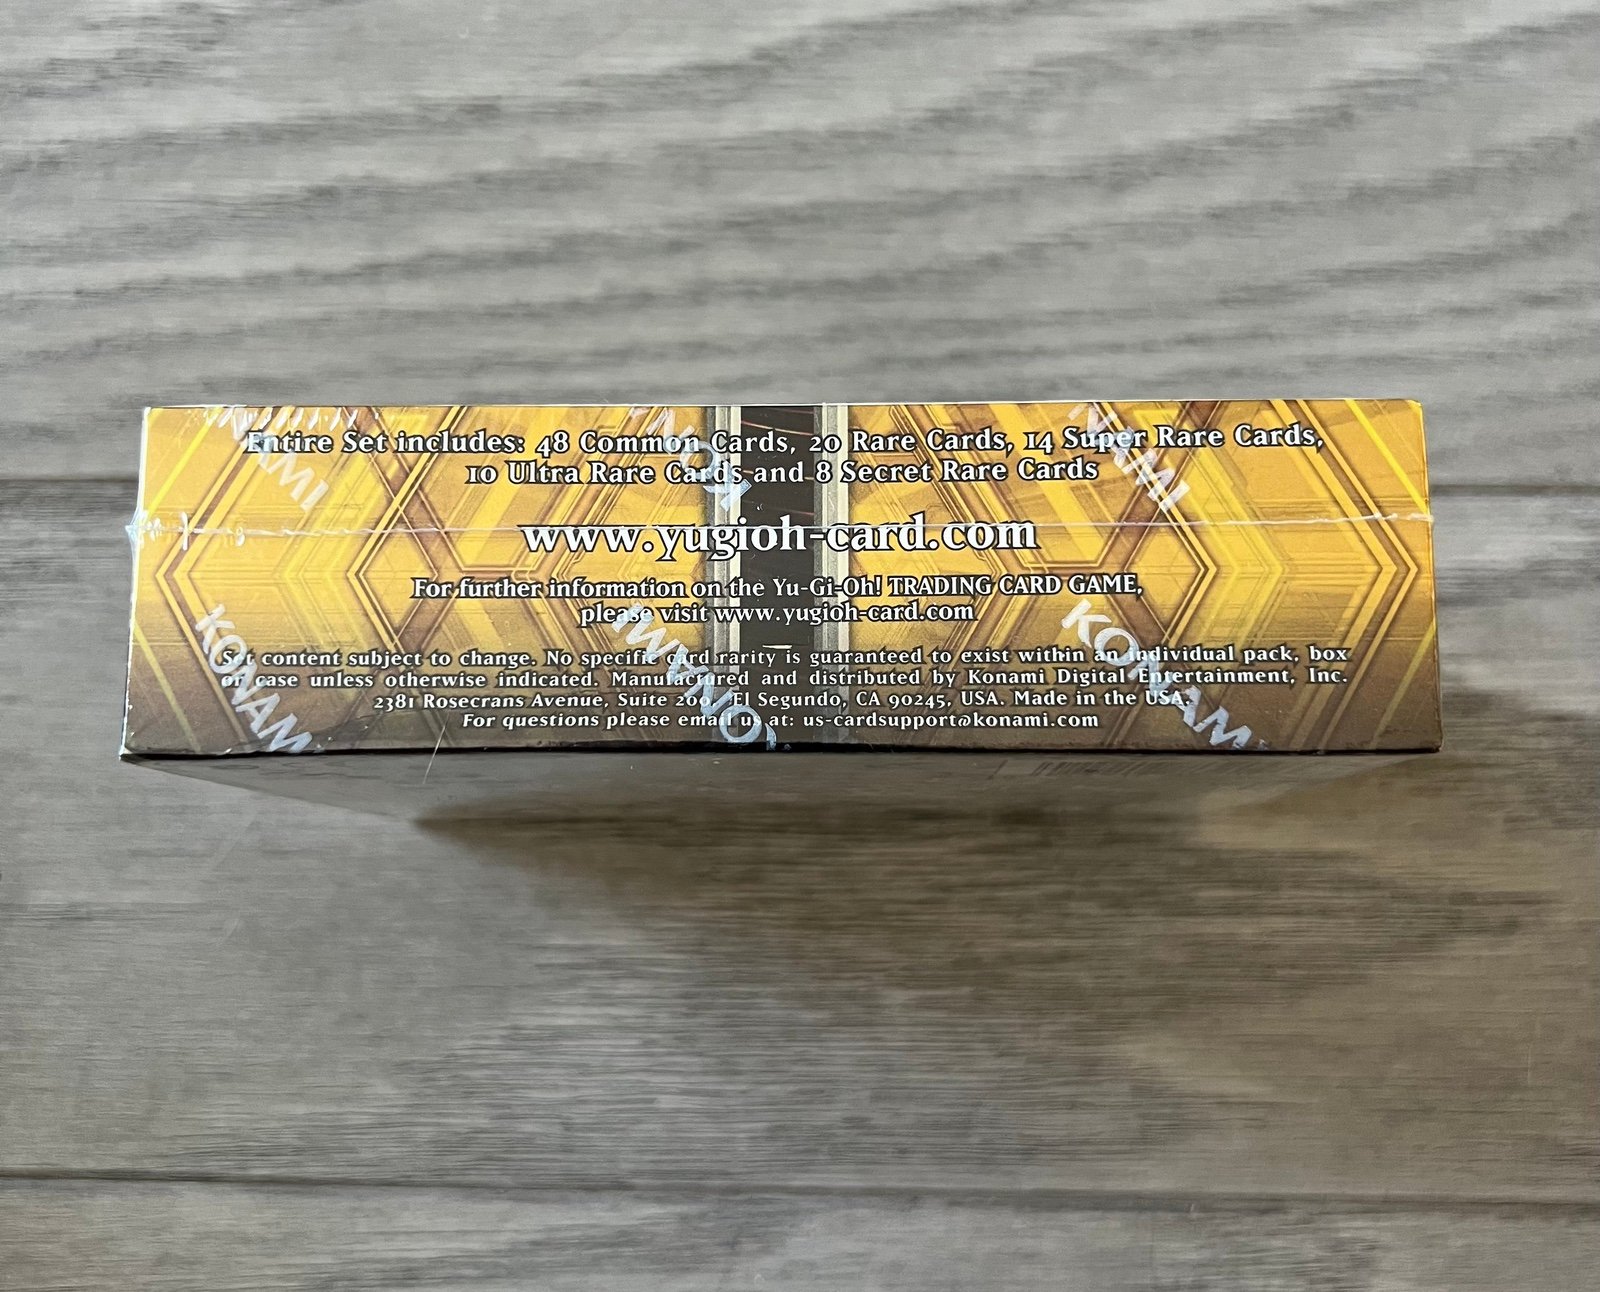 Entire Set includes: 48 Common Cards, 20 Rare Cards, 14 Super Rare Cards,
10 Ultra Rare Cards and 8 Secret Rare Cards
www.yugioh-card.com
For further information on the Yu-Gi-Oh! TRADING CARD GAME,
please visit www.yugioh-card.com
Set content subject to change. No specific card rarity is guaranteed to exist within an individual pack, box
or case unless otherwise indicated. Manufactured and distributed by Konami Digital Entertainment, Inc.
2381 Rosecrans Avenue, Suite 200, El Segundo, CA 90245, USA. Made in the USA.
For questions please email us at: us-cardsupport@konami.com
KONAMI
KONAMI
KONAMI